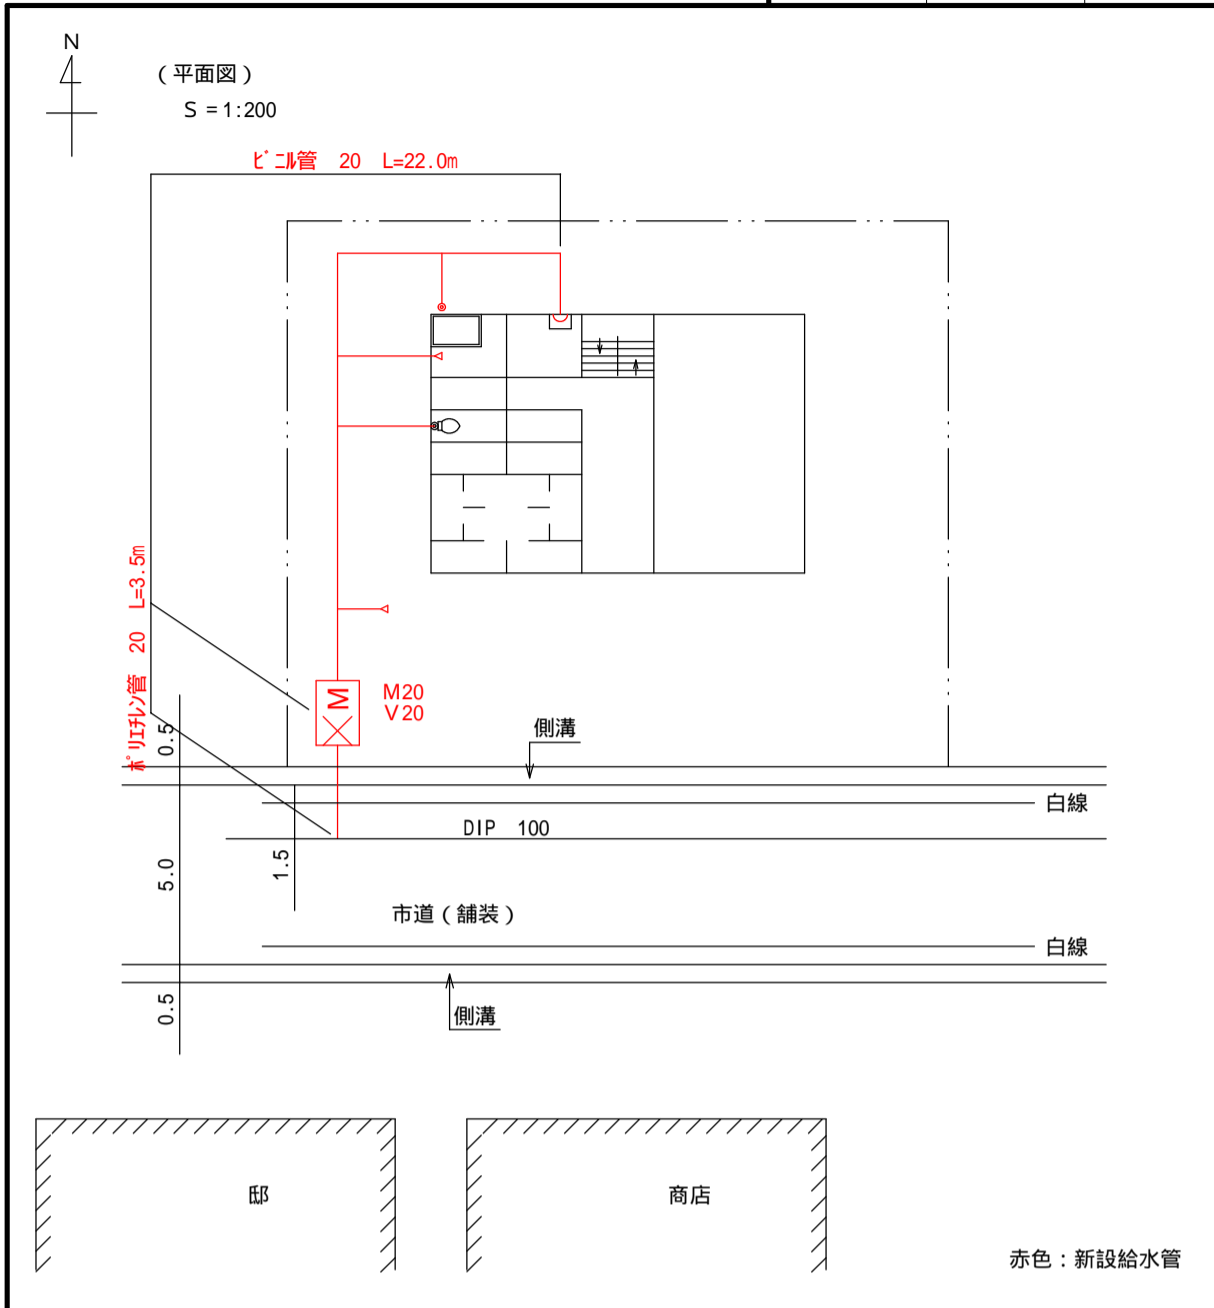 N
（平面図）
S＝1:200
ﾋﾞﾆﾙ管 20 L=22.0m
ﾎﾟﾘｴﾁﾚﾝ管 20 L=3.5m
M
M20
V20
0.5
側溝
白線
DIP 100
5.0
1.5
市道（舗装）
白線
0.5
側溝
邸
商店
赤色：新設給水管